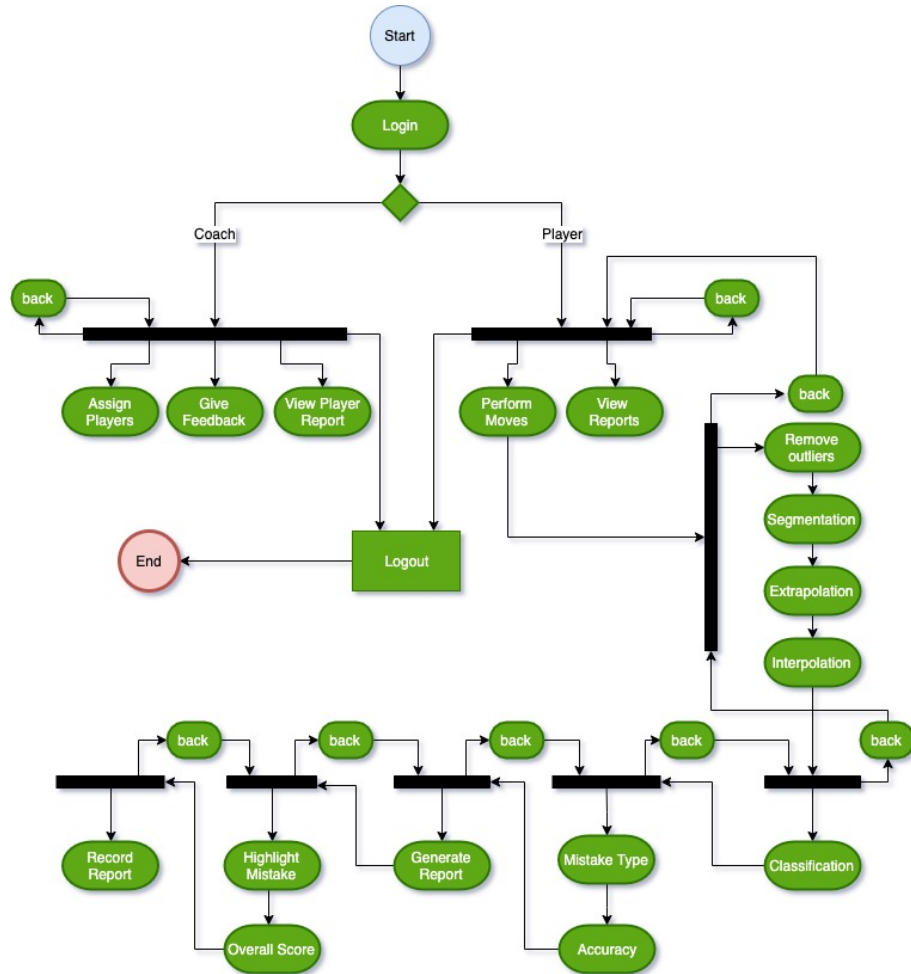 Start
Login
Coach
Player
back
back
Assign
Players
Give
Feedback
View Player
Report
Perform
Moves
View
Reports
back
Remove
outliers
Segmentation
End
Logout
Extrapolation
Interpolation
back
back
back
back
back
Record
Report
Highlight
Mistake
Generate
Report
Mistake Type
Classification
Overall Score
Accuracy